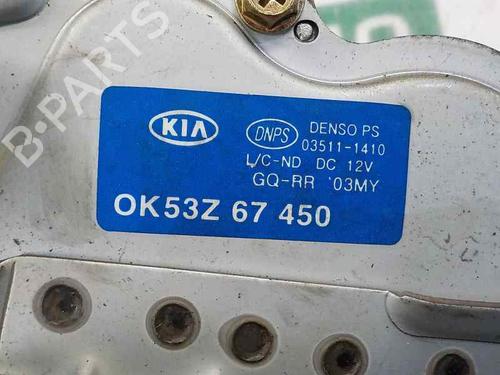 B-PARTS
KIA
DNPS
DENSO PS
03511-1410
L/C-ND DC 12V
GQ-RR '03MY
OK53Z 67 450